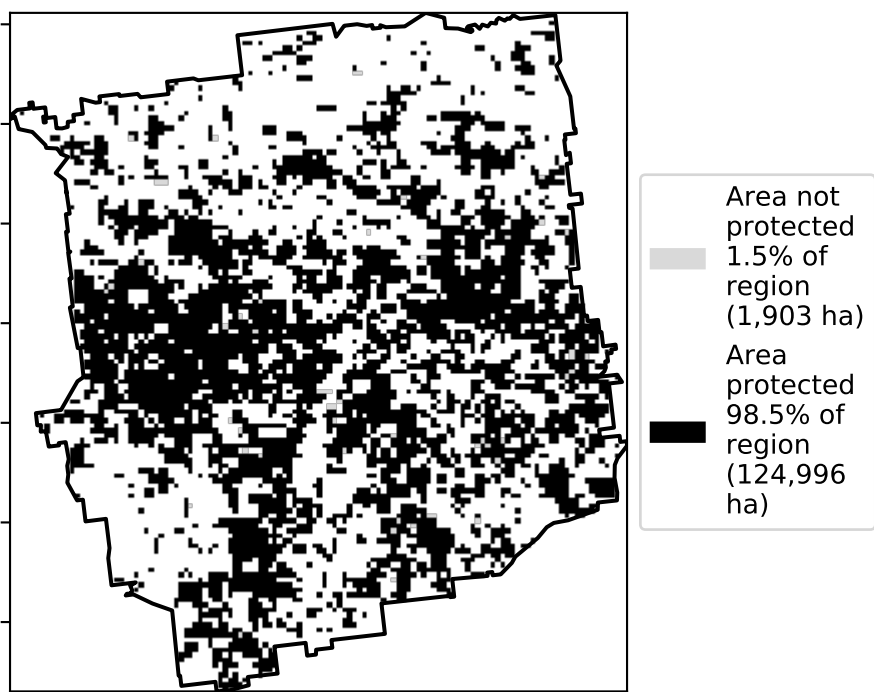 Area not
protected
1.5% of
region
(1,903 ha)
Area
protected
98.5% of
region
(124,996
ha)